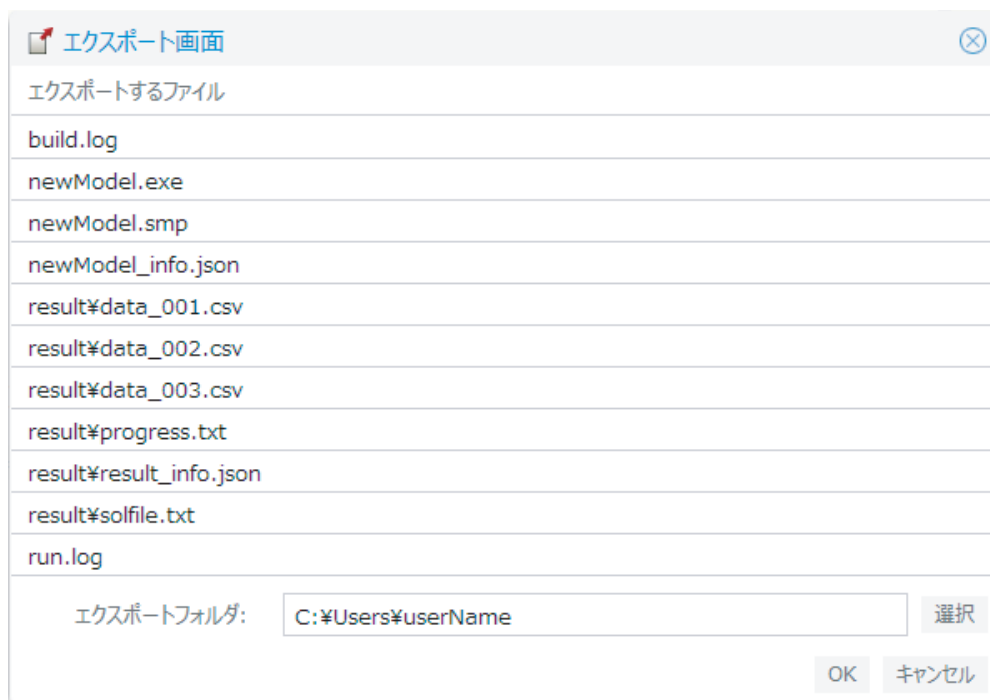 エクスポート画面
エクスポートするファイル
build.log
newModel.exe
newModel.smp
newModel_info.json
result¥data_001.csv
result¥data_002.csv
result¥data_003.csv
result¥progress.txt
result¥result_info.json
result¥solfile.txt
run.log
エクスポートフォルダ: C:¥Users¥userName 選択
OK キャンセル